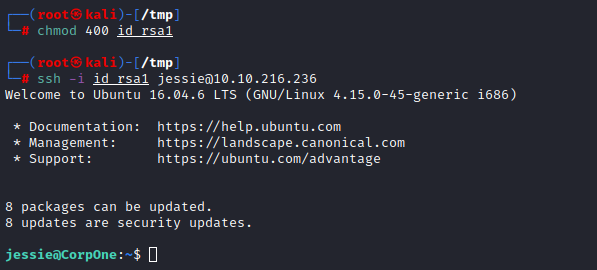 ┌──(root㉿kali)-[/tmp]
└─# chmod 400 id_rsa1
┌──(root㉿kali)-[/tmp]
└─# ssh -i id_rsa1 jessie@10.10.216.236
Welcome to Ubuntu 16.04.6 LTS (GNU/Linux 4.15.0-45-generic i686)
* Documentation:  https://help.ubuntu.com
* Management:     https://landscape.canonical.com
* Support:        https://ubuntu.com/advantage
8 packages can be updated.
8 updates are security updates.
jessie@CorpOne:~$